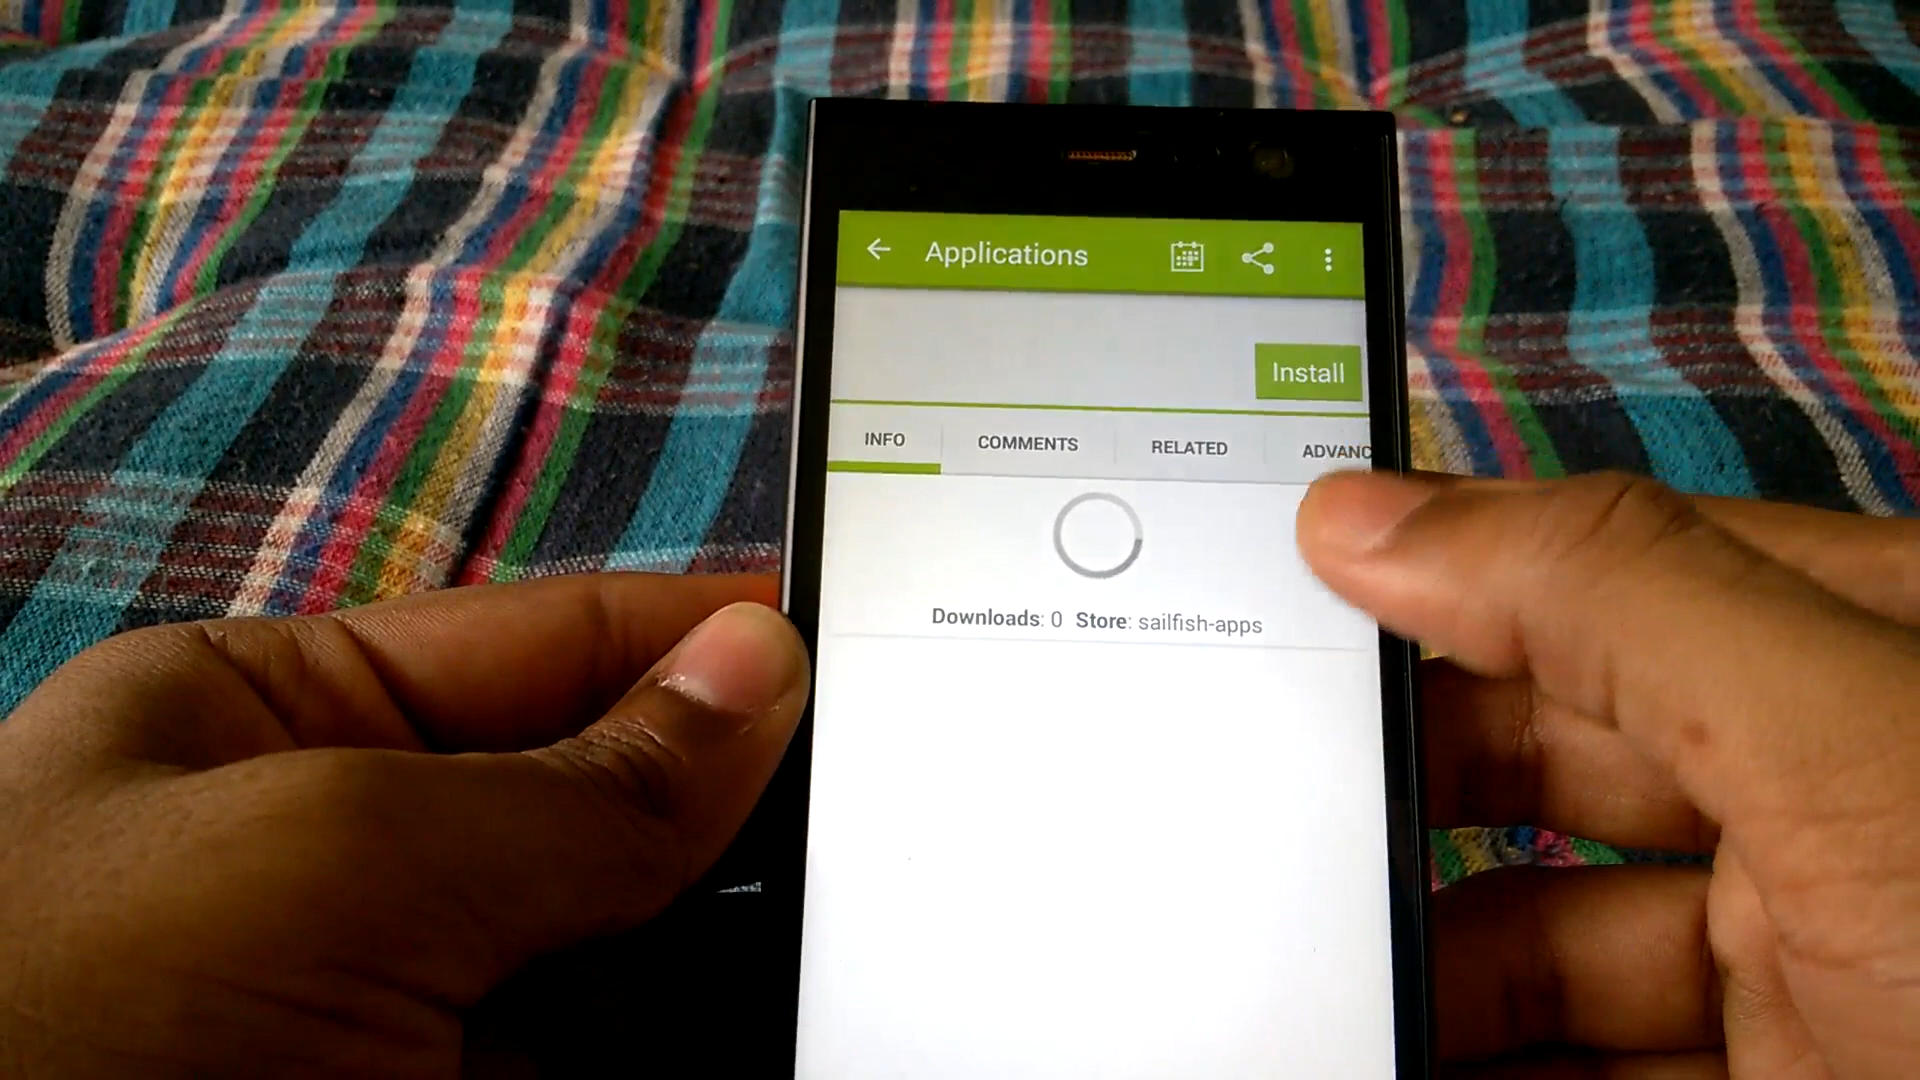 Applications
Install
INFO COMMENTS RELATED ADVANC
Downloads: 0 Store: sailfish-apps